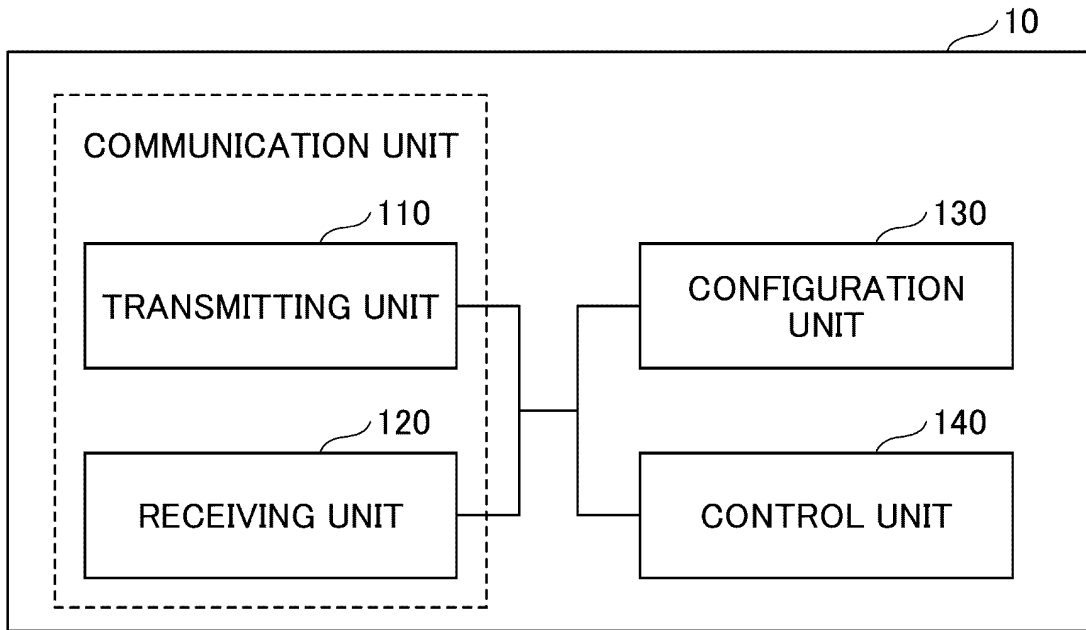 10
COMMUNICATION UNIT
110
TRANSMITTING UNIT
130
CONFIGURATION
UNIT
120
RECEIVING UNIT
140
CONTROL UNIT